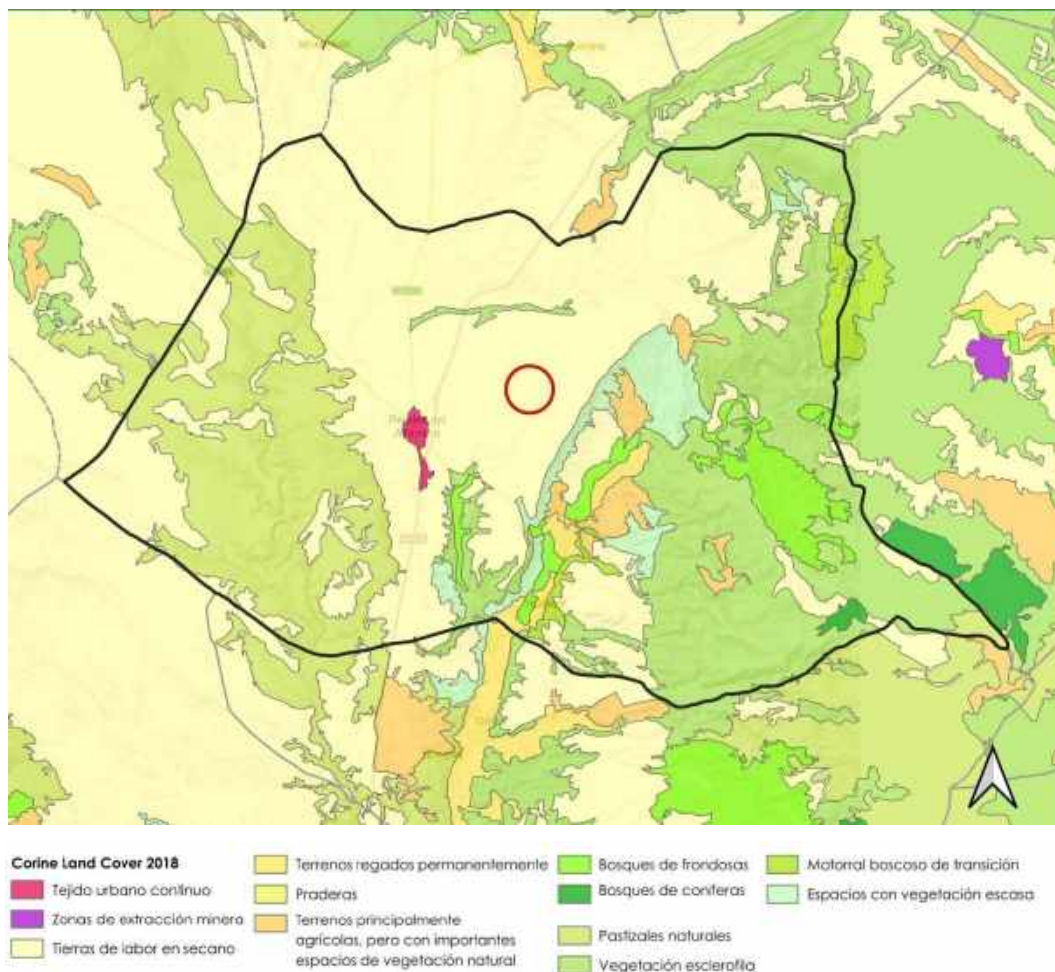 Corine Land Cover 2018
Tejido urbano continuo
Zonas de extracción minera
Tierras de labor en secano
Terrenos regados permanentemente
Praderas
Terrenos principalmente
agrícolas, pero con importantes
espacios de vegetación natural
Bosques de frondosas
Bosques de coníferas
Pastizales naturales
Vegetación esclerofila
Motorral boscoso de transición
Espacios con vegetación escasa